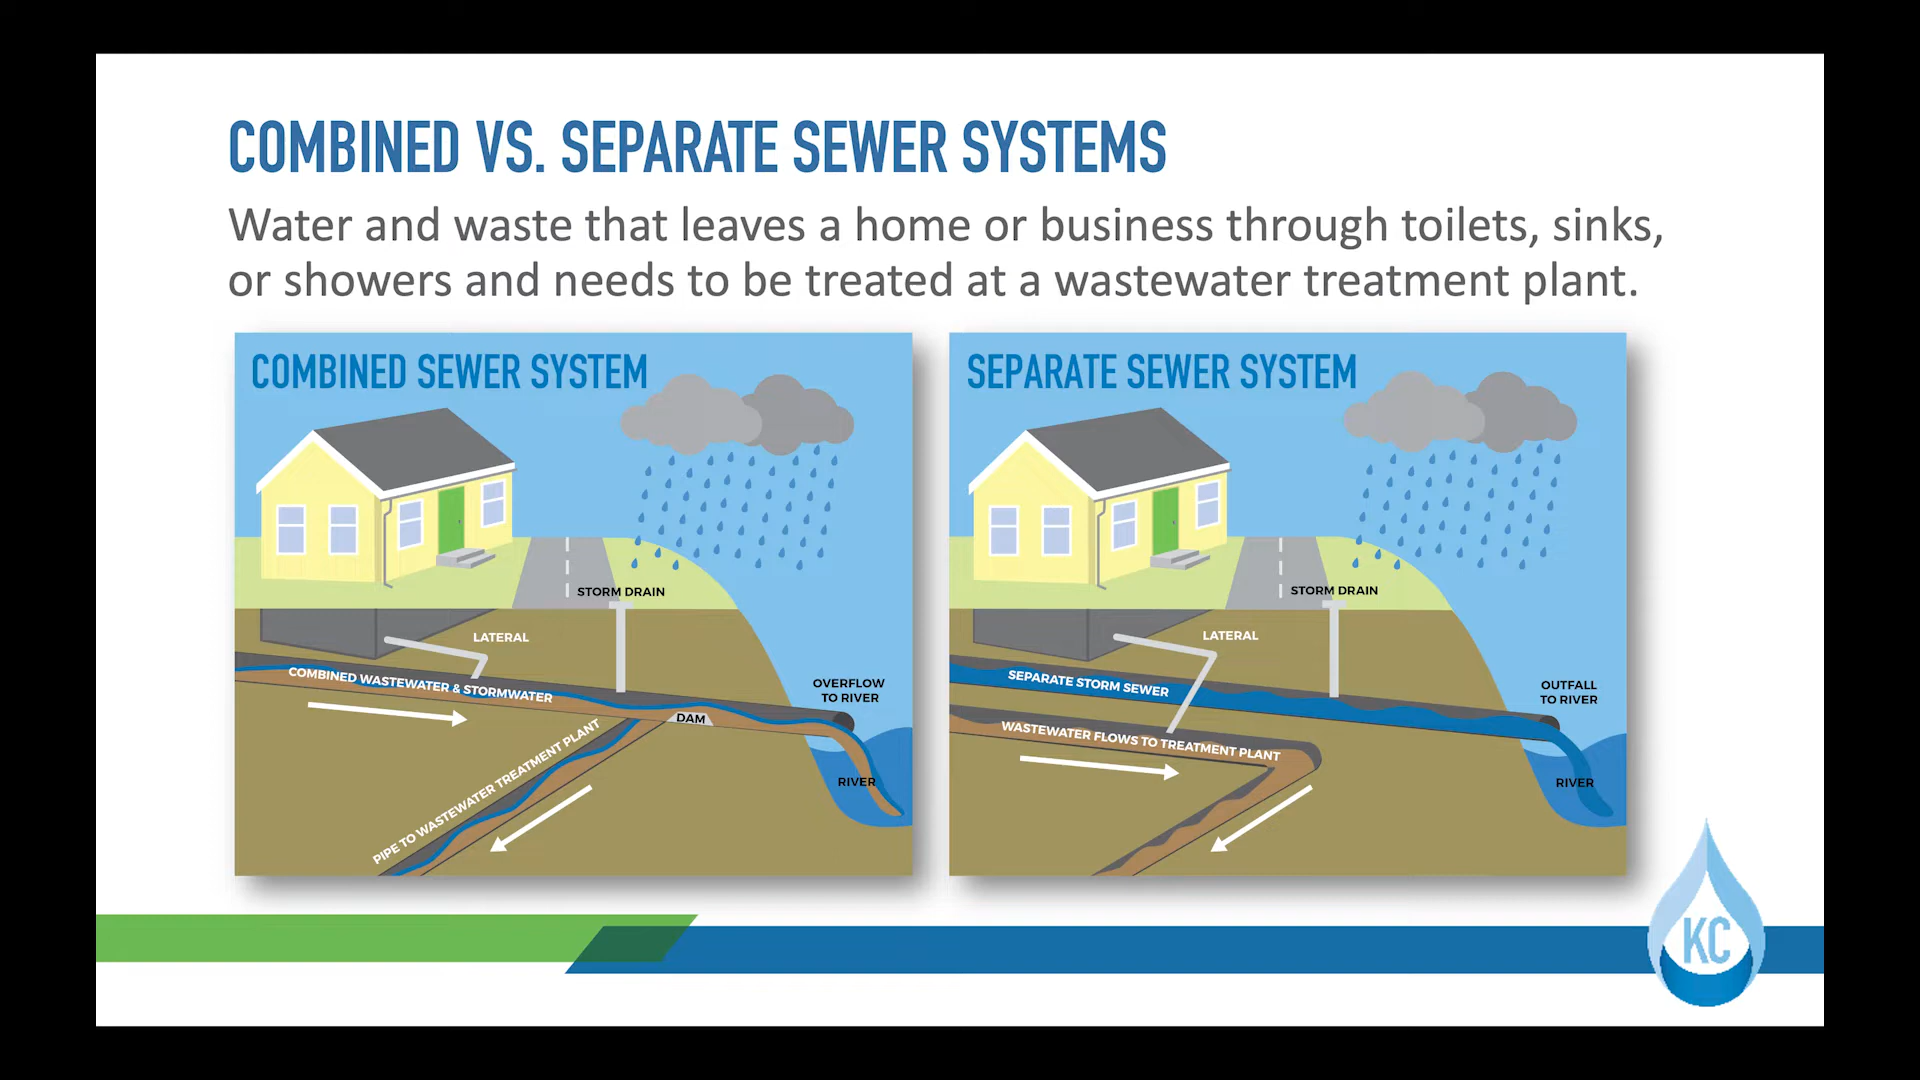 COMBINED VS. SEPARATE SEWER SYSTEMS
Water and waste that leaves a home or business through toilets, sinks,
or showers and needs to be treated at a wastewater treatment plant.
COMBINED SEWER SYSTEM
STORM DRAIN
LATERAL
COMBINED WASTEWATER & STORMWATER
OVERFLOW
TO RIVER
DAM
PIPE TO WASTEWATER TREATMENT PLANT
RIVER
SEPARATE SEWER SYSTEM
STORM DRAIN
LATERAL
SEPARATE STORM SEWER
OUTFALL
TO RIVER
WASTEWATER FLOWS TO TREATMENT PLANT
RIVER
KC